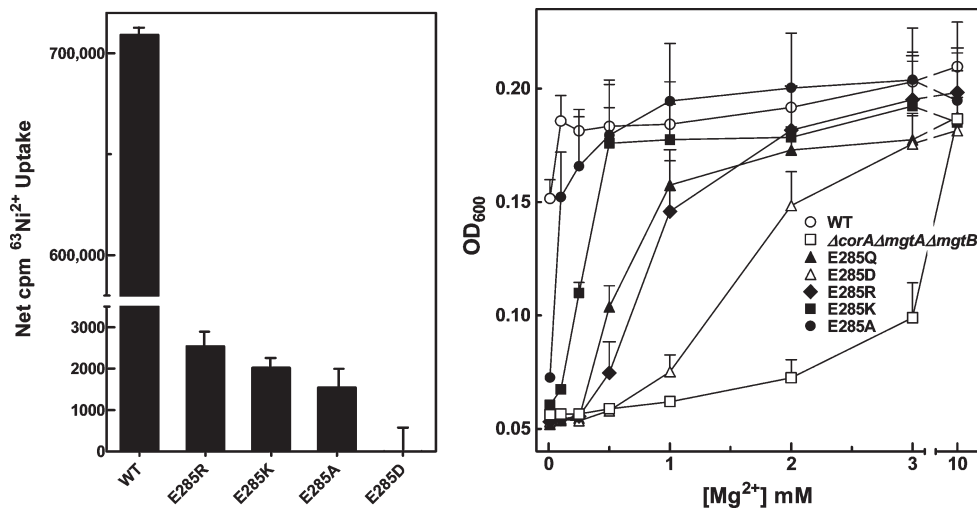 Net cpm ⁶³Ni²⁺ Uptake
700,000
600,000
3000
2000
1000
0
WT
E285R
E285K
E285A
E285D
OD₆₀₀
0.20
0.15
0.10
0.05
WT
ΔcorAΔmgtAΔmgtB
E285Q
E285D
E285R
E285K
E285A
0
1
2
3
10
[Mg²⁺] mM